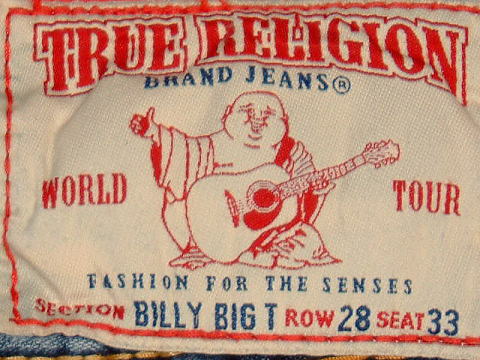 TRUE RELIGION
BRAND JEANS®
WORLD TOUR
FASHION FOR THE SENSES
SECTION BILLY BIG T ROW 28 SEAT 33